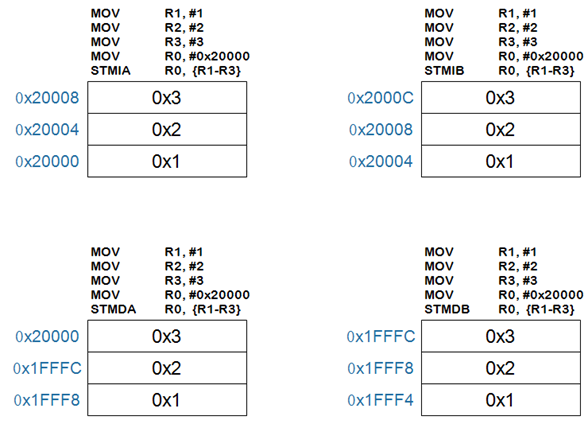 MOV R1, #1
MOV R2, #2
MOV R3, #3
MOV R0, #0x20000
STMIA R0, {R1-R3}
0x20008 0x3
0x20004 0x2
0x20000 0x1
MOV R1, #1
MOV R2, #2
MOV R3, #3
MOV R0, #0x20000
STMIB R0, {R1-R3}
0x2000C 0x3
0x20008 0x2
0x20004 0x1
MOV R1, #1
MOV R2, #2
MOV R3, #3
MOV R0, #0x20000
STMDA R0, {R1-R3}
0x20000 0x3
0x1FFFC 0x2
0x1FFF8 0x1
MOV R1, #1
MOV R2, #2
MOV R3, #3
MOV R0, #0x20000
STMDB R0, {R1-R3}
0x1FFFC 0x3
0x1FFF8 0x2
0x1FFF4 0x1